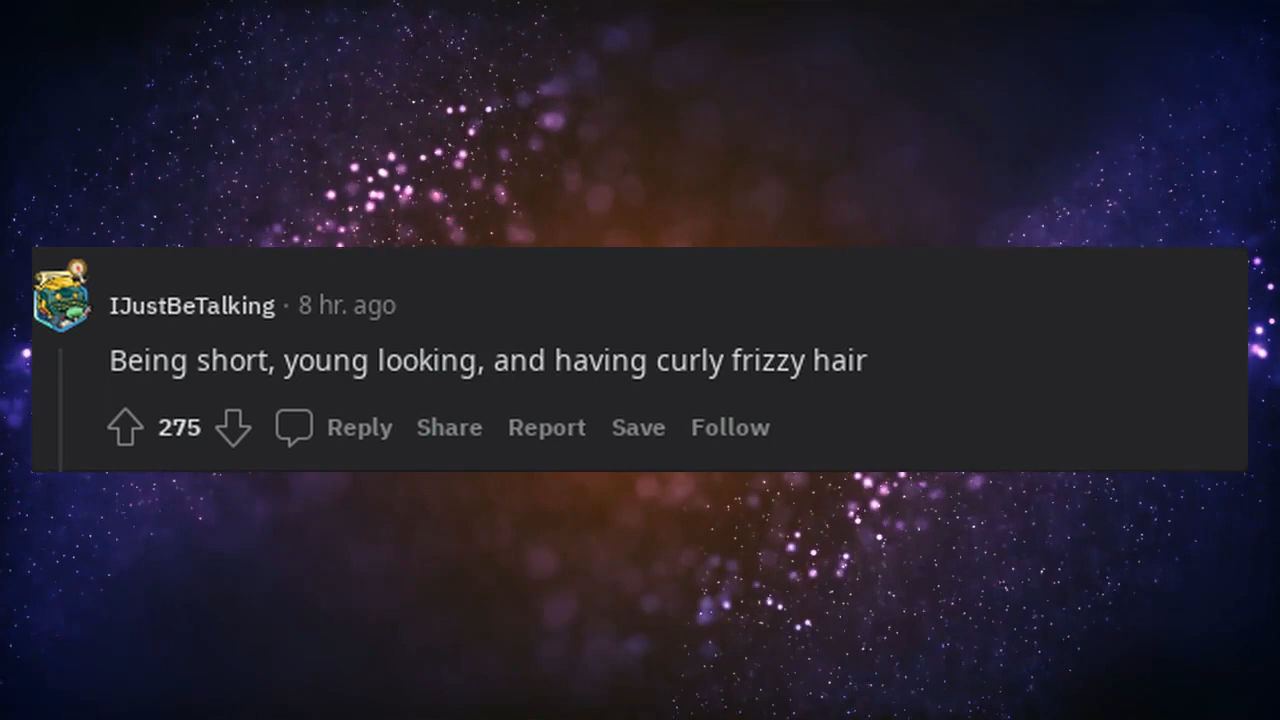 IJustBeTalking · 8 hr. ago
Being short, young looking, and having curly frizzy hair
275 Reply Share Report Save Follow